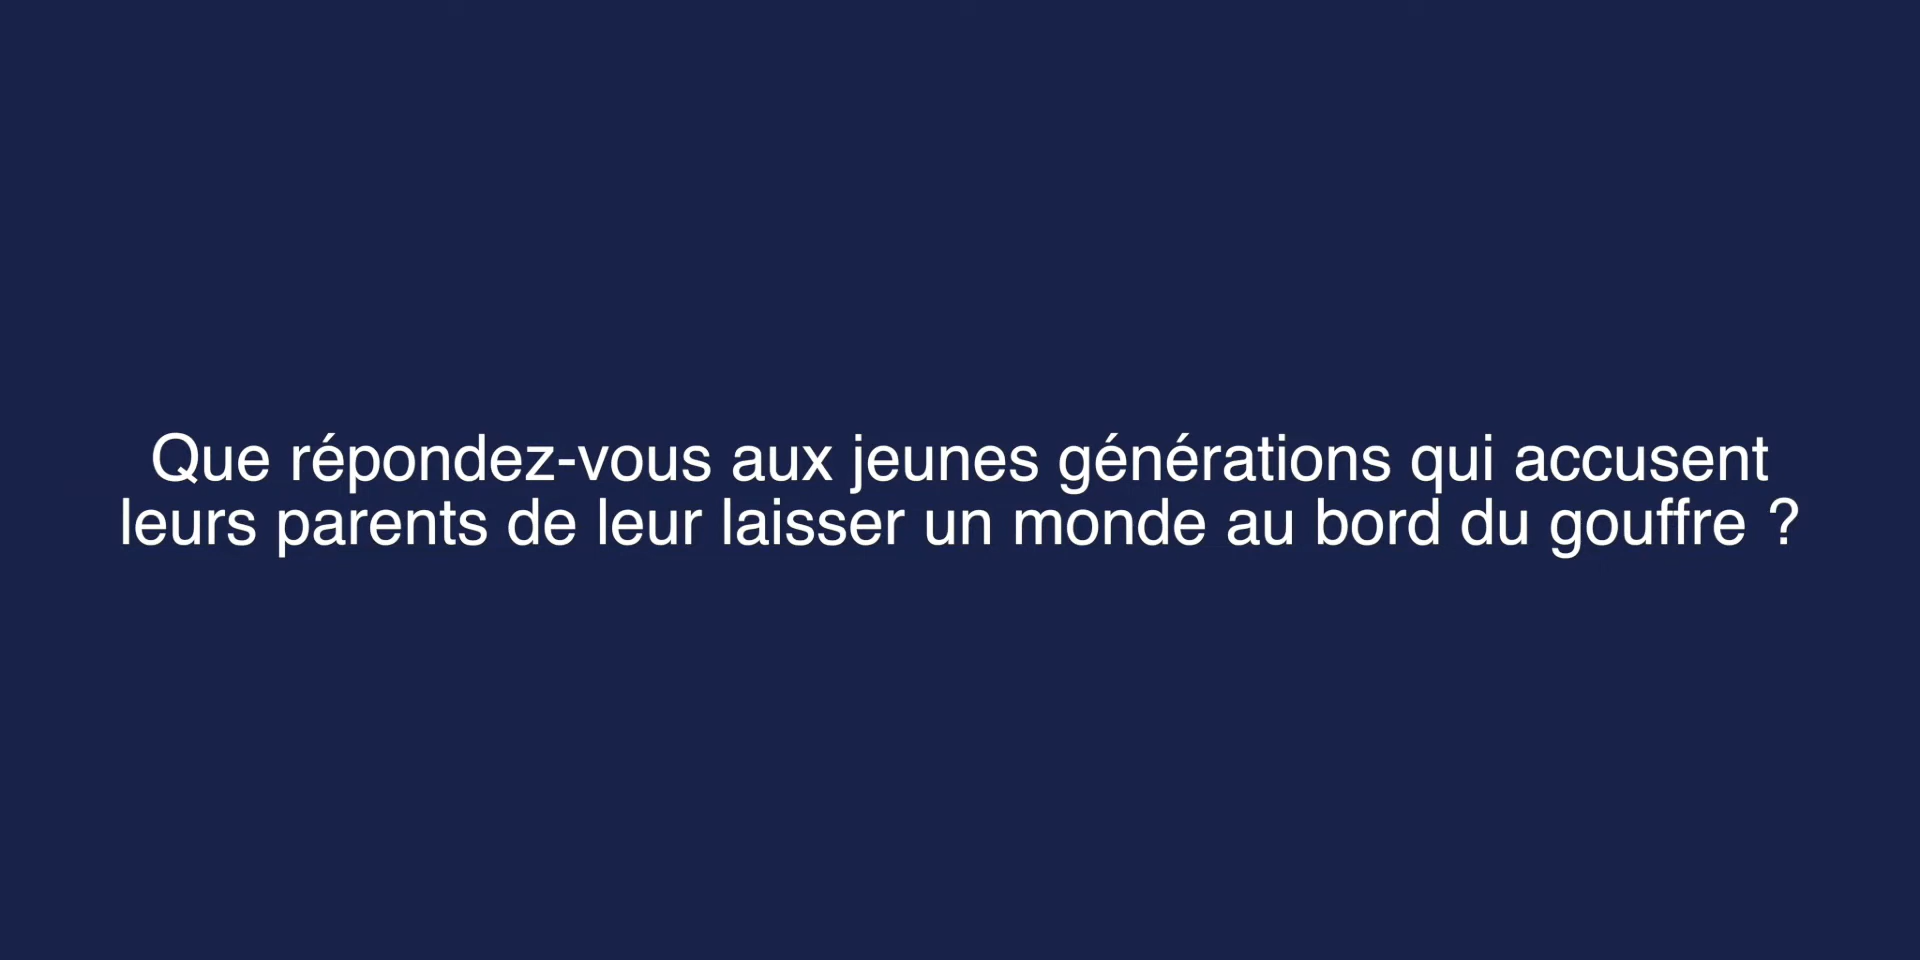 Que répondez-vous aux jeunes générations qui accusent
leurs parents de leur laisser un monde au bord du gouffre ?